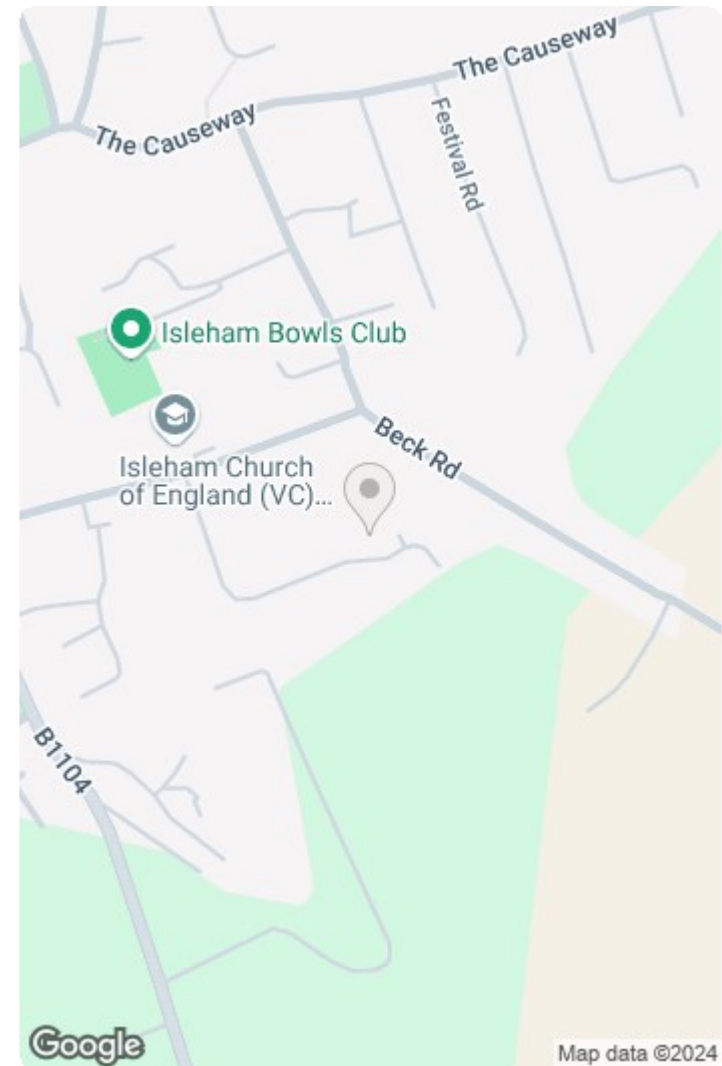 The Causeway
The Causeway
Festival Rd
Isleham Bowls Club
Beck Rd
Isleham Church
of England (VC)...
B1104
Google
Map data ©2024